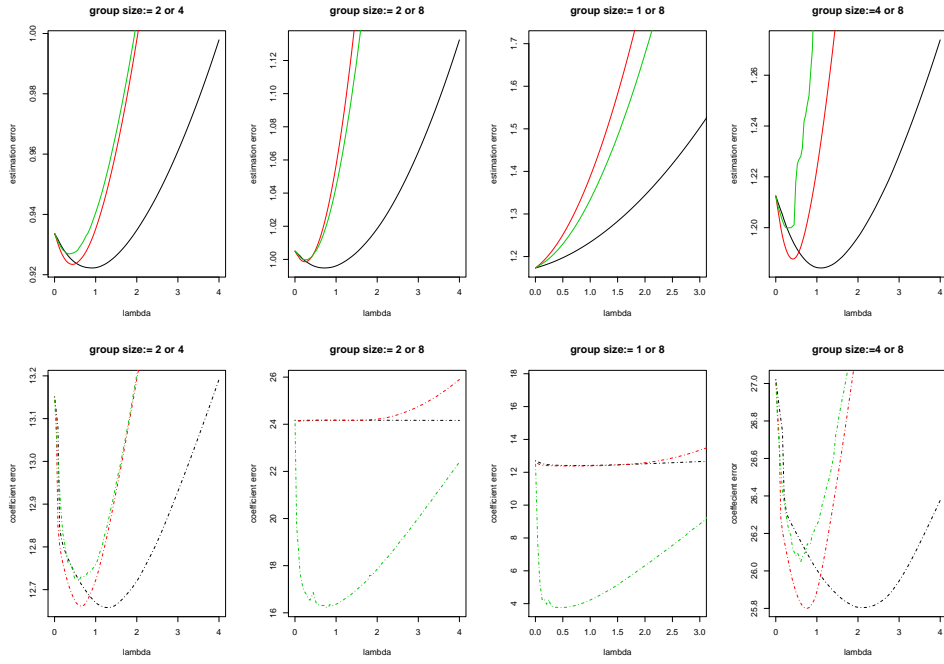 group size:= 2 or 4
estimation error
1.00
0.98
0.96
0.94
0.92
0 1 2 3 4
lambda
group size:= 2 or 8
estimation error
1.12
1.10
1.08
1.06
1.04
1.02
1.00
0 1 2 3 4
lambda
group size:= 1 or 8
estimation error
1.7
1.6
1.5
1.4
1.3
1.2
0.0 0.5 1.0 1.5 2.0 2.5 3.0
lambda
group size:=4 or 8
estimation error
1.26
1.24
1.22
1.20
0 1 2 3 4
lambda
group size:= 2 or 4
coefficient error
13.2
13.1
13.0
12.9
12.8
12.7
0 1 2 3 4
lambda
group size:= 2 or 8
coefficient error
26
24
22
20
18
16
0 1 2 3 4
lambda
group size:= 1 or 8
coefficient error
18
16
14
12
10
8
6
4
0.0 0.5 1.0 1.5 2.0 2.5 3.0
lambda
group size:=4 or 8
coeffecient error
27.0
26.8
26.6
26.4
26.2
26.0
25.8
0 1 2 3 4
lambda